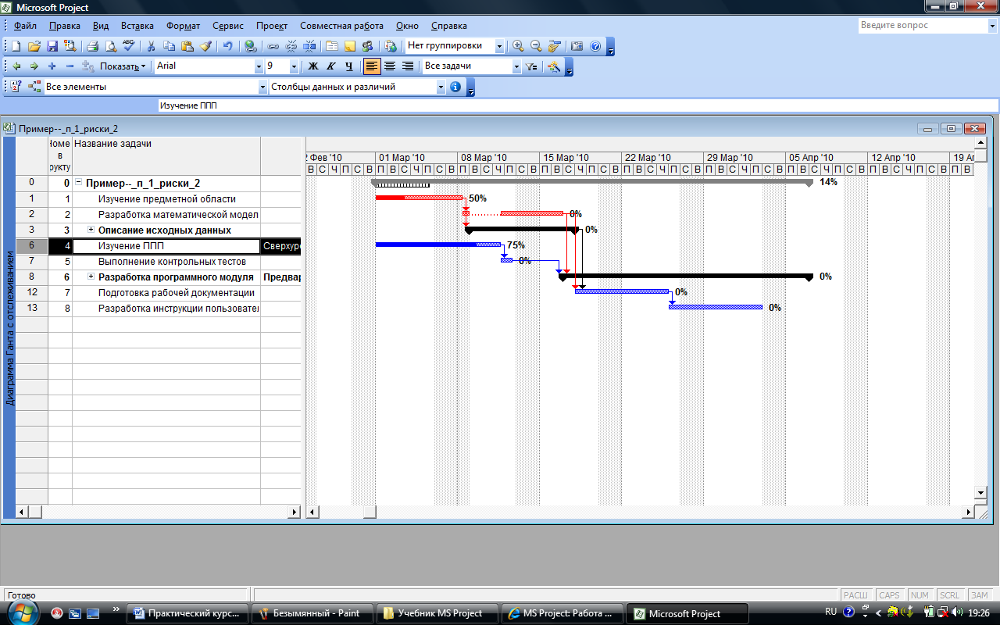 Microsoft Project
Файл Правка Вид Вставка Формат Сервис Проект Совместная работа Окно Справка
Введите вопрос
Нет группировки
Показать Arial 9 Ж К Ч Все задачи
Все элементы Столбцы данных и различий
Изучение ППП
Пример--_п_1_риски_2
Диаграмма Ганта с отслеживанием
Номе Название задачи
в
рукту
2 Фев '10 01 Мар '10 08 Мар '10 15 Мар '10 22 Мар '10 29 Мар '10 05 Апр '10 12 Апр '10 19 Ап
В С Ч П С В П В С Ч П С В П В С Ч П С В П В С Ч П С В П В С Ч П С В П В С Ч П С В П В С Ч П С В П В С Ч П С В П В
0 0 Пример--_п_1_риски_2 14%
1 1 Изучение предметной области 50%
2 2 Разработка математической модел 0%
3 3 Описание исходных данных 0%
6 4 Изучение ППП Сверхуро 75%
7 5 Выполнение контрольных тестов 0%
8 6 Разработка программного модуля Предвар 0%
12 7 Подготовка рабочей документации 0%
13 8 Разработка инструкции пользовател 0%
Готово
РАСШ CAPS NUM SCRL ЗАМ
Практический курс... Безымянный - Paint Учебник MS Project MS Project: Работа ... Microsoft Project RU 19:26